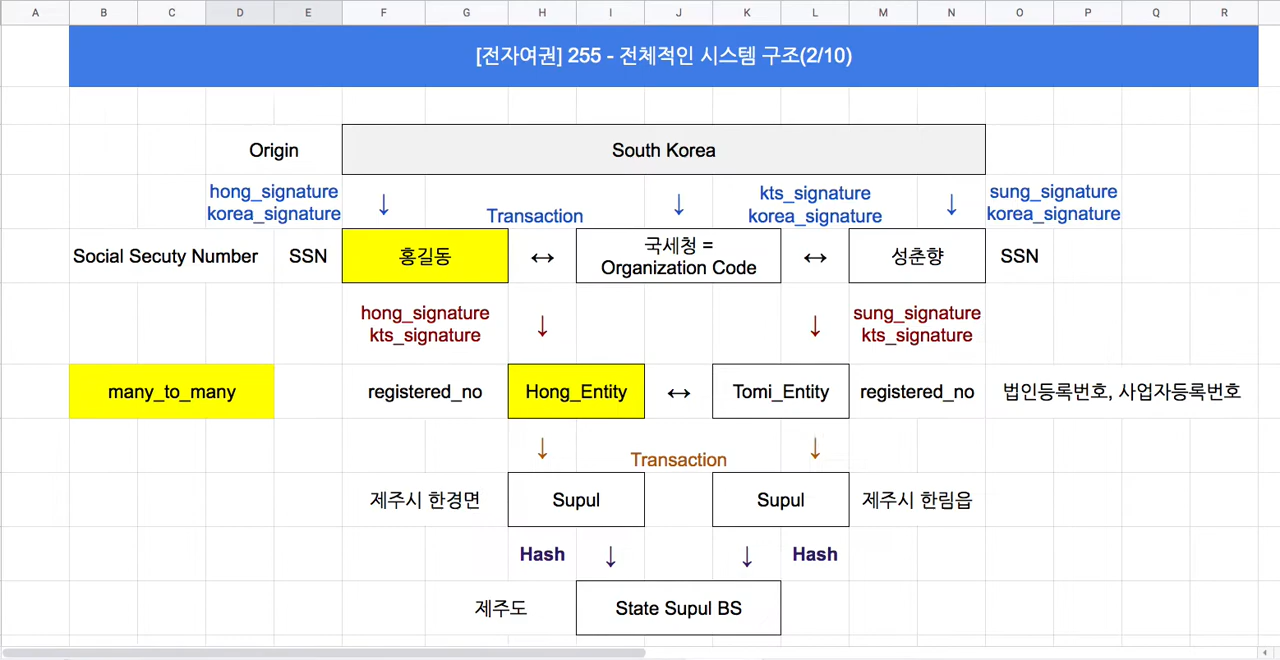 A B C D E F G H I J K L M N O P Q R
[전자여권] 255 - 전체적인 시스템 구조(2/10)
Origin
South Korea
hong_signature
korea_signature
↓
Transaction
↓
kts_signature
korea_signature
↓
sung_signature
korea_signature
Social Secuty Number
SSN
홍길동
↔
국세청 =
Organization Code
↔
성춘향
SSN
hong_signature
kts_signature
↓
↓
sung_signature
kts_signature
many_to_many
registered_no
Hong_Entity
↔
Tomi_Entity
registered_no
법인등록번호, 사업자등록번호
↓
Transaction
↓
제주시 한경면
Supul
Supul
제주시 한림읍
Hash
↓
↓
Hash
제주도
State Supul BS